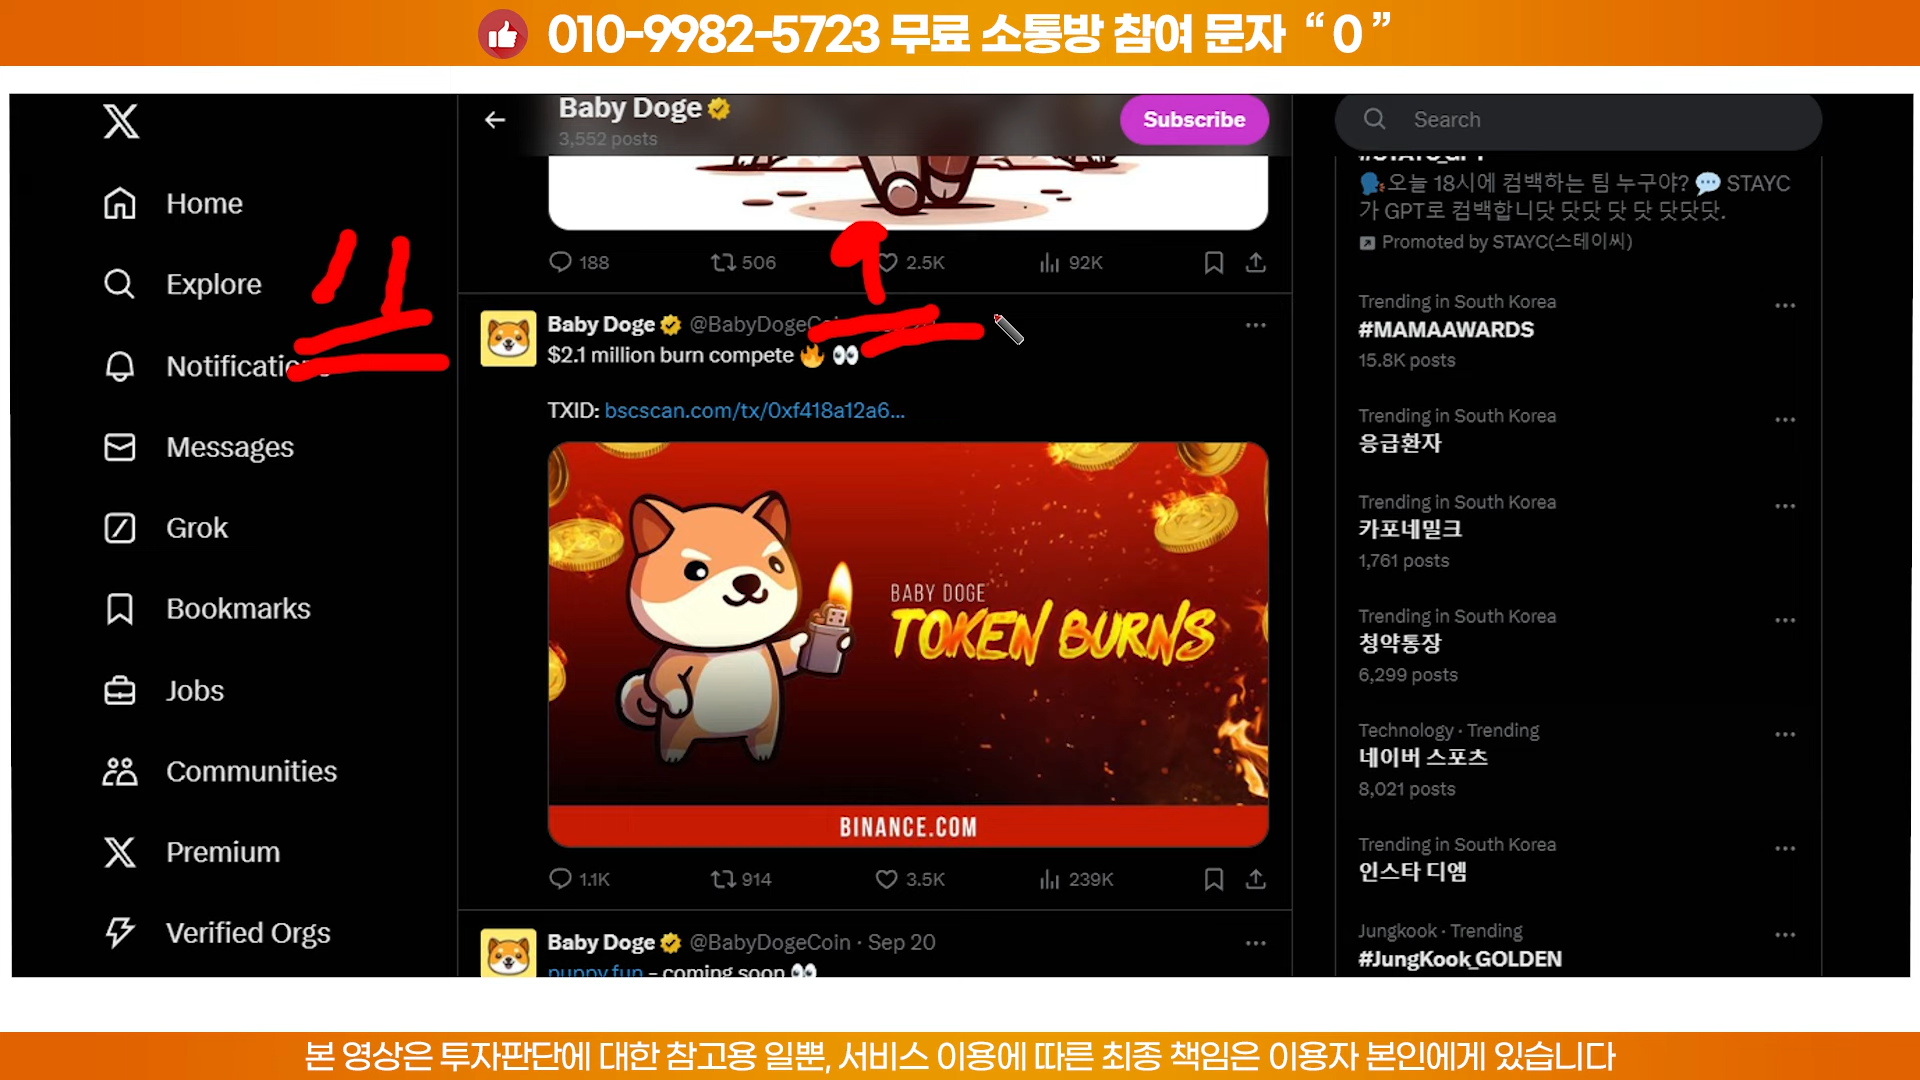 010-9982-5723 무료 소통방 참여 문자 “ 0 ”
Baby Doge
3,552 posts
Subscribe
Search
Home
Explore
Messages
Grok
Bookmarks
Jobs
Communities
Premium
Verified Orgs
188
506
2.5K
92K
Baby Doge
$2.1 million burn compete 🔥 👀
TXID: bscscan.com/tx/0xf418a12a6...
BABY DOGE
TOKEN BURNS
BINANCE.COM
1.1K
914
3.5K
239K
Baby Doge @BabyDogeCoin · Sep 20
puppy.fun - coming soon 👀
🗣️오늘 18시에 컴백하는 팀 누구야? 💬 STAYC
가 GPT로 컴백합니닷 닷닷 닷 닷 닷닷닷.
Promoted by STAYC(스테이씨)
Trending in South Korea
#MAMAAWARDS
15.8K posts
Trending in South Korea
응급환자
Trending in South Korea
카포네밀크
1,761 posts
Trending in South Korea
청약통장
6,299 posts
Technology · Trending
네이버 스포츠
8,021 posts
Trending in South Korea
인스타 디엠
Jungkook · Trending
#JungKook_GOLDEN
본 영상은 투자판단에 대한 참고용 일뿐, 서비스 이용에 따른 최종 책임은 이용자 본인에게 있습니다